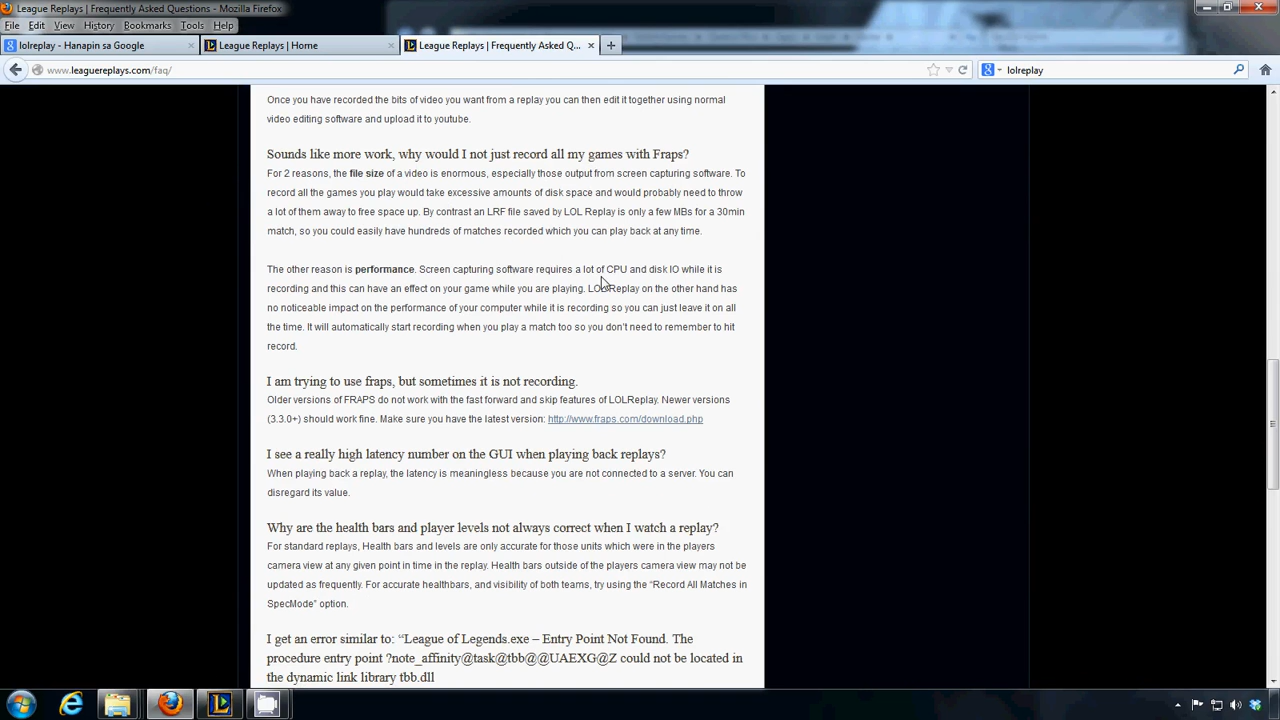 League Replays | Frequently Asked Questions - Mozilla Firefox
File Edit View History Bookmarks Tools Help
lolreplay - Hanapin sa Google
League Replays | Home
League Replays | Frequently Asked Q...
www.leaguereplays.com/faq/
lolreplay
Once you have recorded the bits of video you want from a replay you can then edit it together using normal
video editing software and upload it to youtube.
Sounds like more work, why would I not just record all my games with Fraps?
For 2 reasons, the file size of a video is enormous, especially those output from screen capturing software. To
record all the games you play would take excessive amounts of disk space and would probably need to throw
a lot of them away to free space up. By contrast an LRF file saved by LOL Replay is only a few MBs for a 30min
match, so you could easily have hundreds of matches recorded which you can play back at any time.
The other reason is performance. Screen capturing software requires a lot of CPU and disk IO while it is
recording and this can have an effect on your game while you are playing. LOLReplay on the other hand has
no noticeable impact on the performance of your computer while it is recording so you can just leave it on all
the time. It will automatically start recording when you play a match too so you don't need to remember to hit
record.
I am trying to use fraps, but sometimes it is not recording.
Older versions of FRAPS do not work with the fast forward and skip features of LOLReplay. Newer versions
(3.3.0+) should work fine. Make sure you have the latest version: http://www.fraps.com/download.php
I see a really high latency number on the GUI when playing back replays?
When playing back a replay, the latency is meaningless because you are not connected to a server. You can
disregard its value.
Why are the health bars and player levels not always correct when I watch a replay?
For standard replays, Health bars and levels are only accurate for those units which were in the players
camera view at any given point in time in the replay. Health bars outside of the players camera view may not be
updated as frequently. For accurate healthbars, and visibility of both teams, try using the “Record All Matches in
SpecMode” option.
I get an error similar to: “League of Legends.exe – Entry Point Not Found. The
procedure entry point ?note_affinity@task@tbb@@UAEXG@Z could not be located in
the dynamic link library tbb.dll